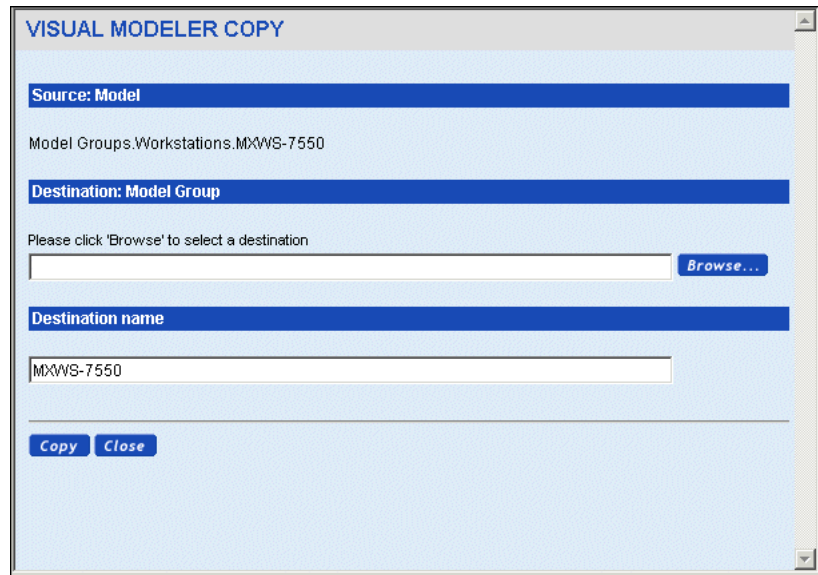 VISUAL MODELER COPY
Source: Model
Model Groups.Workstations.MXWS-7550
Destination: Model Group
Please click 'Browse' to select a destination
Browse...
Destination name
MXWS-7550
Copy Close